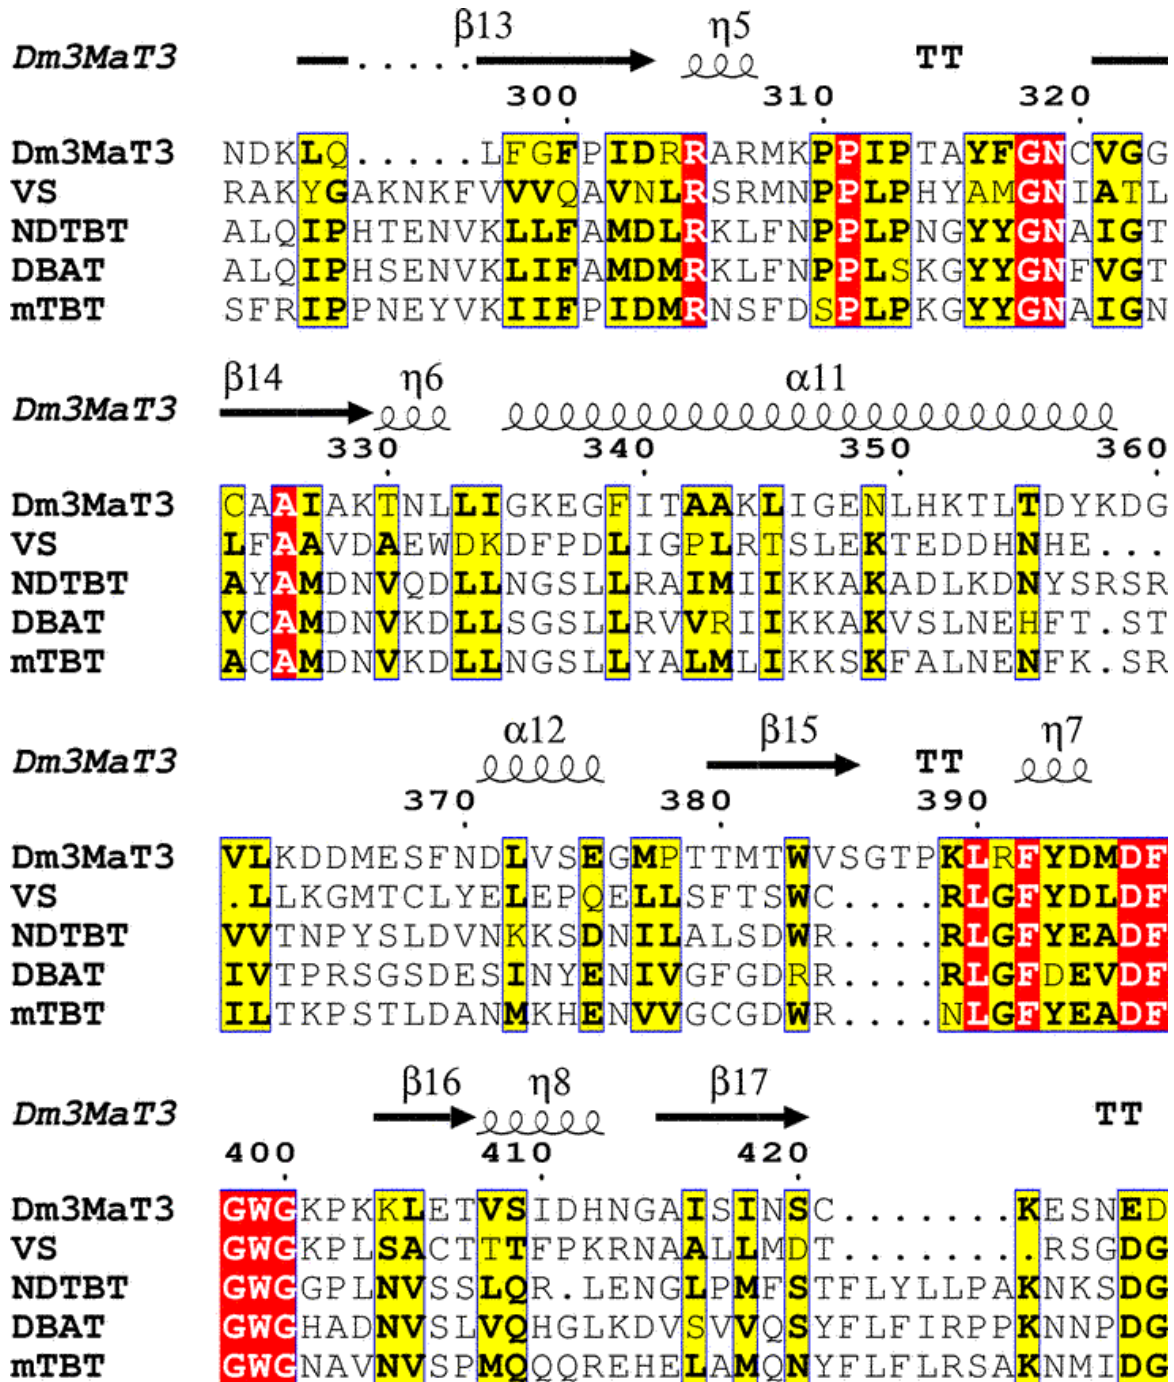 β13 η5
Dm3MaT3 ..... TT
300 310 320
Dm3MaT3 NDKLQ.....LFGFPIDRRARMKPPIPTAYFGNCVGG
VS RAKYGAKNKFVVVQAVNLRSRMNPPLPHYAMGNIATL
NDTBT ALQIPHTENVKLLFAMDLRKLFNPPLPNGYYGNAIGT
DBAT ALQIPHSENVKLIFAMDMRKLFNPPLSKGYYGNFVGT
mTBT SFRIPPNEYVKIIFPIDMRNSFDSPLPKGYYGNAIGN
β14 η6 α11
Dm3MaT3
330 340 350 360
Dm3MaT3 CAAIAKTNLLIGKEGFITAAKLIGENLHKTLTDYKDG
VS LFAAVDAEWDKDFPDLIGPLRTSLEKTEDDHNHE...
NDTBT AYAMDNVQDLLNGSLLRAIMIIKKAKADLKDNYSRSR
DBAT VCAMDNVKDLLSGSLLRVVRIIKKAKVSLNEHFT.ST
mTBT ACAMDNVKDLLNGSLLYALMLIKKSKFALNENFK.SR
α12 β15 η7
Dm3MaT3 TT
370 380 390
Dm3MaT3 VLKDDMESFNDLVSEGMPTTMTWVSGTPKLRFYDMDF
VS .LLKGMTCLYELEPQELLSFTSWC....RLGFYDLDF
NDTBT VVTNPYSLDVNKKSDNILALSDWR....RLGFYEADF
DBAT IVTPRSGSDESINYENIVGFGDRR....RLGFDEVDF
mTBT ILTKPSTLDANMKHENVVGCGDWR....NLGFYEADF
β16 η8 β17
Dm3MaT3 TT
400 410 420
Dm3MaT3 GWGKPKKLETVSIDHNGAISINSC.......KESNED
VS GWGKPLSACTTTFPKRNAALLMDT........RSGDG
NDTBT GWGGPLNVSSLQR.LENGLPMFSTFLYLLPAKNKSDG
DBAT GWGHADNVSLVQHGLKDVSVVQSYFLFIRPPKNNPDG
mTBT GWGNAVNVSPMQQQREHELAMQNYFLFLRSAKNMIDG